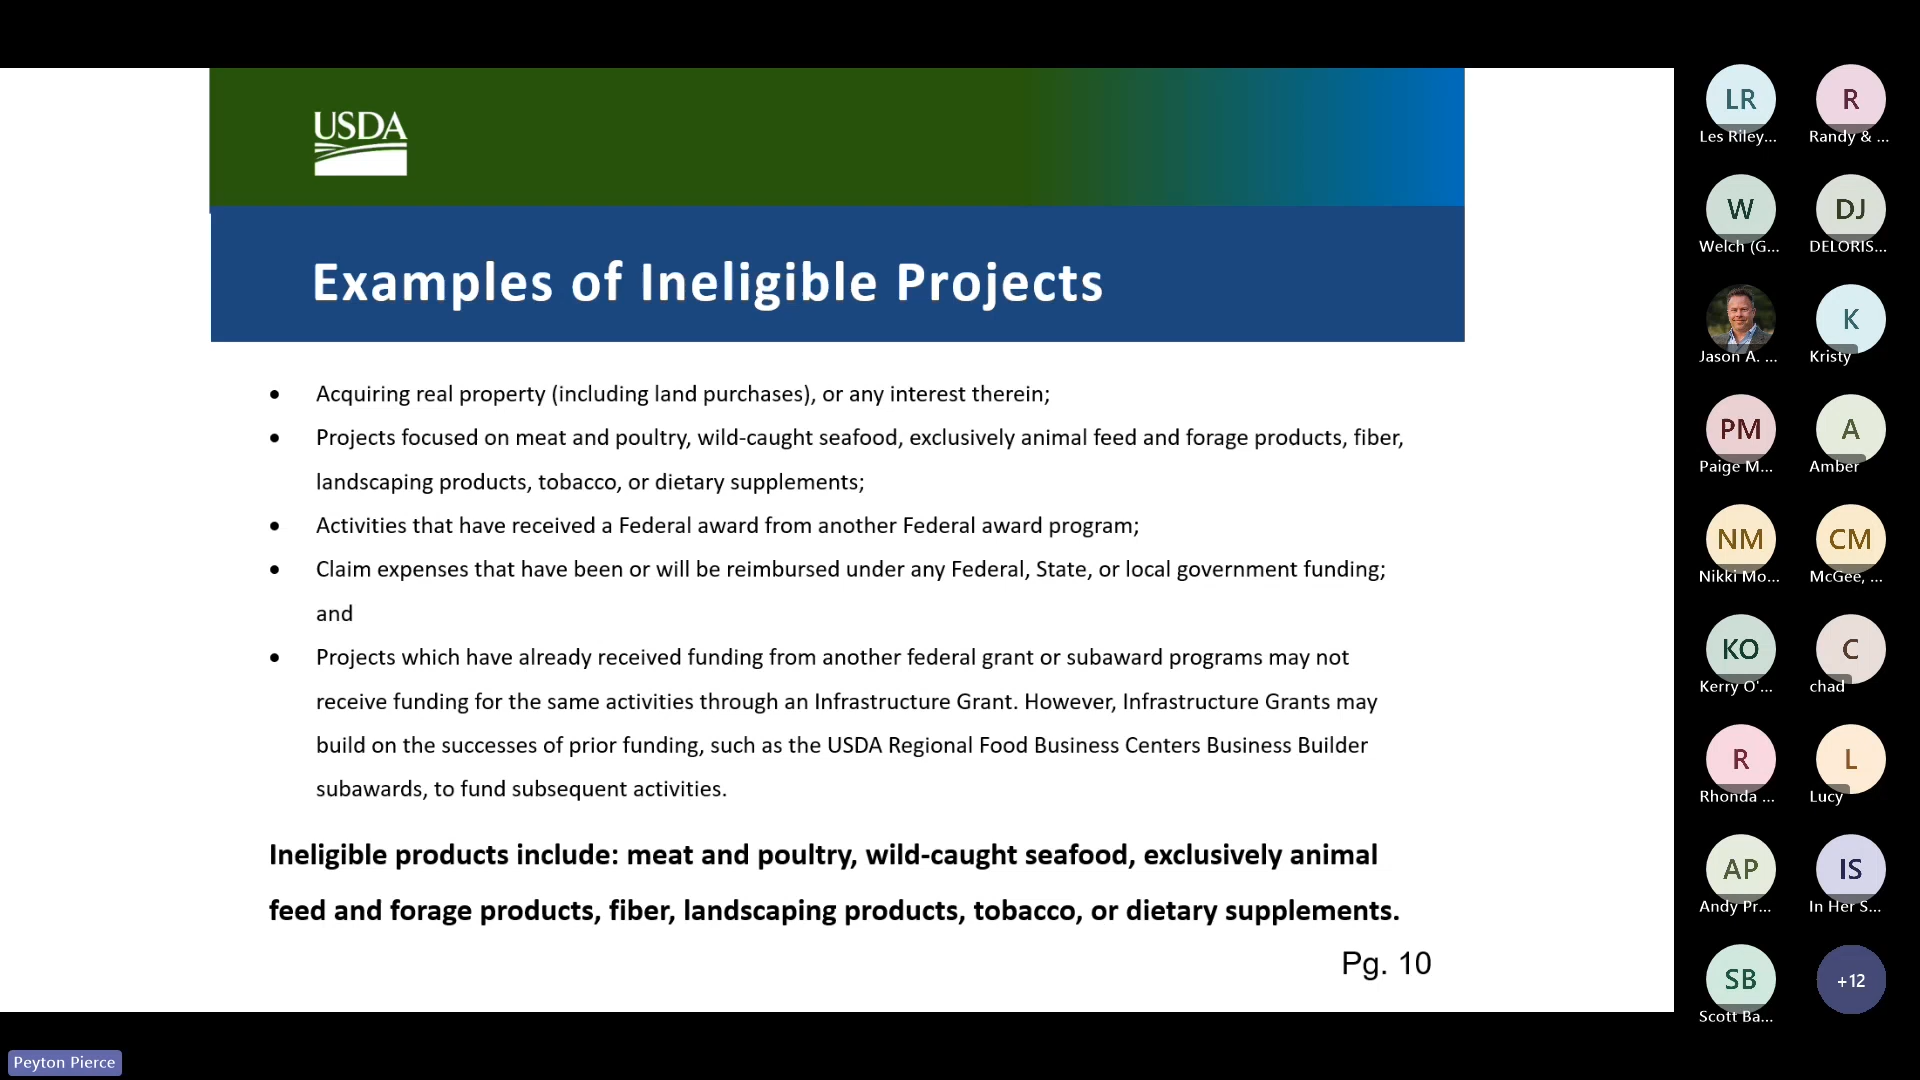 USDA
Examples of Ineligible Projects
• Acquiring real property (including land purchases), or any interest therein;
• Projects focused on meat and poultry, wild-caught seafood, exclusively animal feed and forage products, fiber,
landscaping products, tobacco, or dietary supplements;
• Activities that have received a Federal award from another Federal award program;
• Claim expenses that have been or will be reimbursed under any Federal, State, or local government funding;
and
• Projects which have already received funding from another federal grant or subaward programs may not
receive funding for the same activities through an Infrastructure Grant. However, Infrastructure Grants may
build on the successes of prior funding, such as the USDA Regional Food Business Centers Business Builder
subawards, to fund subsequent activities.
Ineligible products include: meat and poultry, wild-caught seafood, exclusively animal
feed and forage products, fiber, landscaping products, tobacco, or dietary supplements.
Pg. 10
LR
Les Riley...
R
Randy & ...
W
Welch (G...
DJ
DELORIS...
Jason A. ...
K
Kristy
PM
Paige M...
A
Amber
NM
Nikki Mo...
CM
McGee, ...
KO
Kerry O'...
C
chad
R
Rhonda ...
L
Lucy
AP
Andy Pr...
IS
In Her S...
SB
Scott Ba...
+12
Peyton Pierce